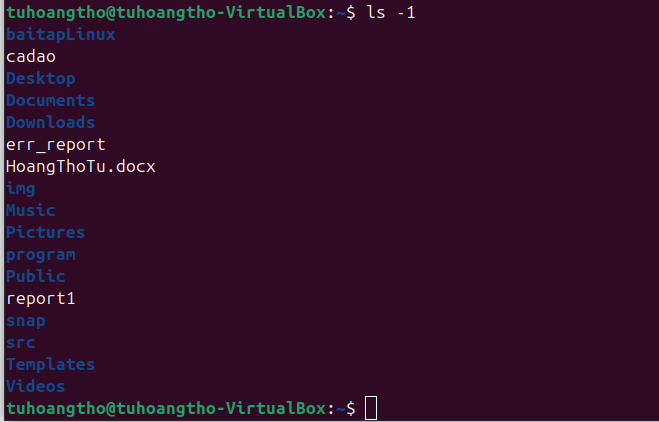 tuhoangtho@tuhoangtho-VirtualBox:~$ ls -1
baitapLinux
cadao
Desktop
Documents
Downloads
err_report
HoangThoTu.docx
img
Music
Pictures
program
Public
report1
snap
src
Templates
Videos
tuhoangtho@tuhoangtho-VirtualBox:~$